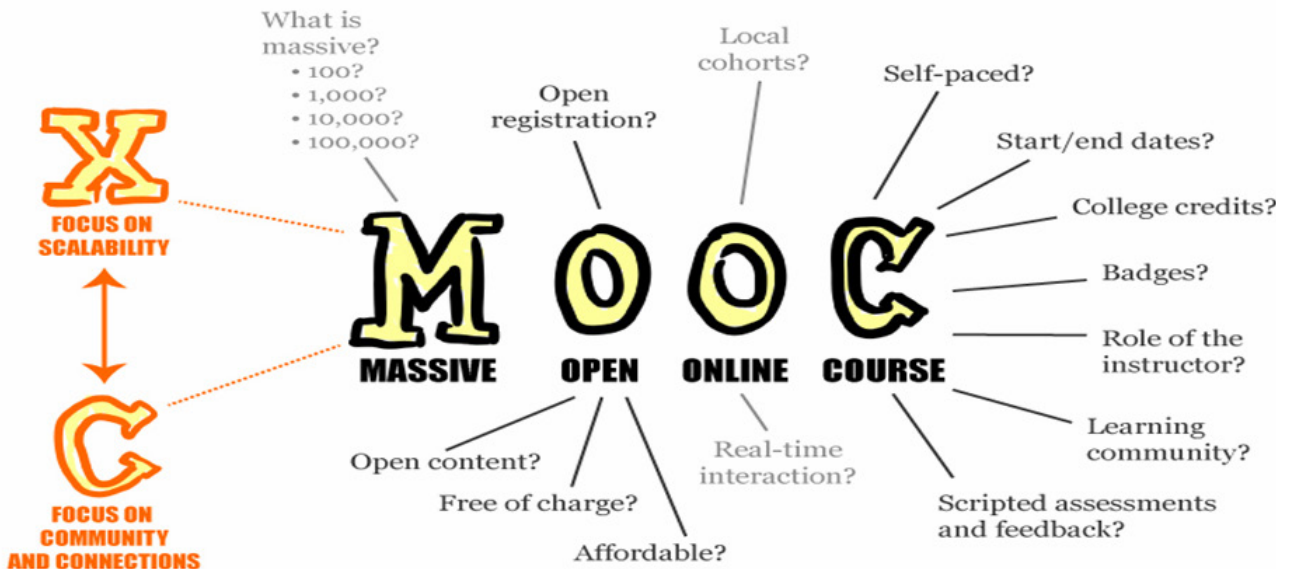 What is
massive?
• 100?
• 1,000?
• 10,000?
• 100,000?
Open
registration?
Local
cohorts?
Self-paced?
Start/end dates?
College credits?
Badges?
Role of the
instructor?
Learning
community?
Scripted assessments
and feedback?
X
FOCUS ON
SCALABILITY
C
FOCUS ON
COMMUNITY
AND CONNECTIONS
MOOC
MASSIVE OPEN ONLINE COURSE
Open content?
Free of charge?
Affordable?
Real-time
interaction?